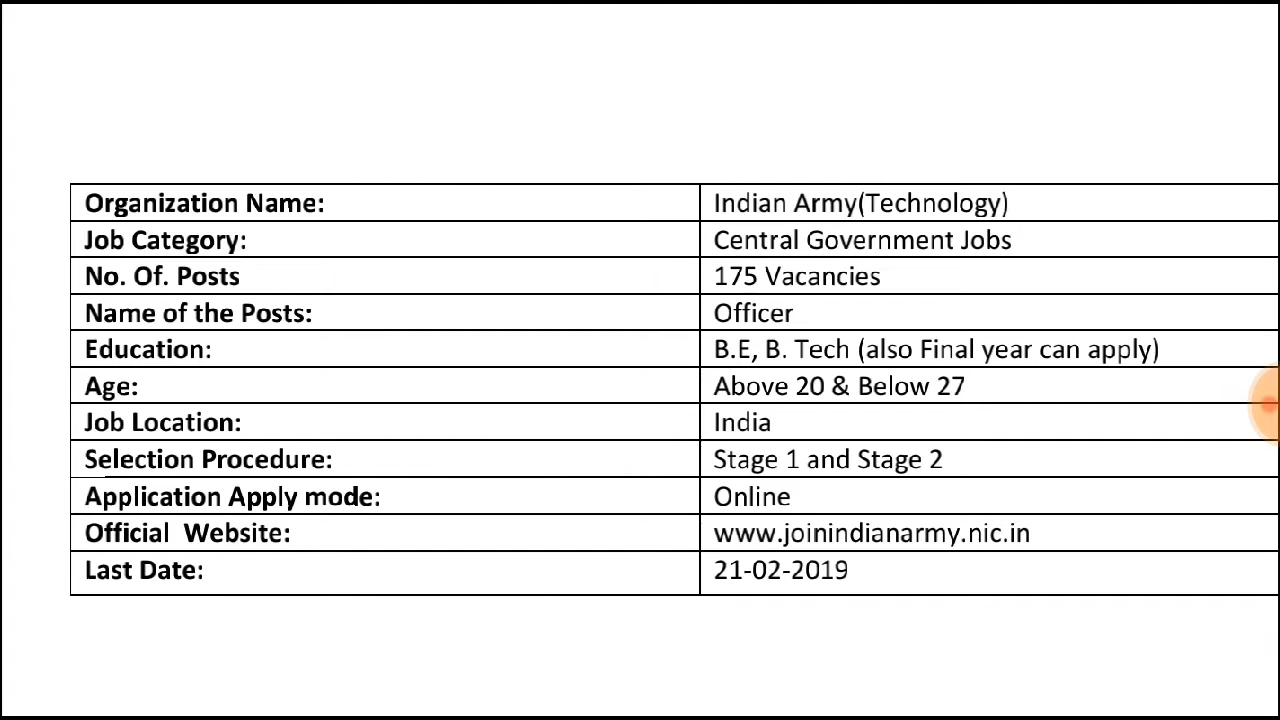 Organization Name: Indian Army(Technology)
Job Category: Central Government Jobs
No. Of. Posts 175 Vacancies
Name of the Posts: Officer
Education: B.E, B. Tech (also Final year can apply)
Age: Above 20 & Below 27
Job Location: India
Selection Procedure: Stage 1 and Stage 2
Application Apply mode: Online
Official  Website: www.joinindianarmy.nic.in
Last Date: 21-02-2019